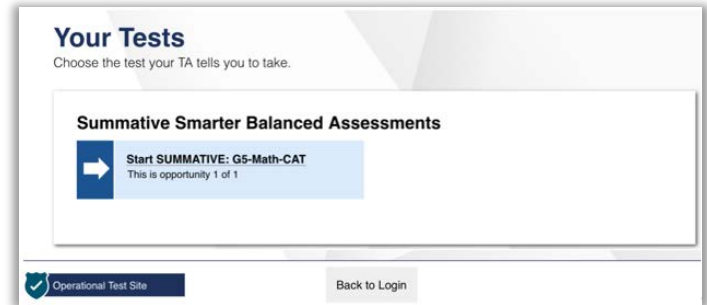 Your Tests
Choose the test your TA tells you to take.
Summative Smarter Balanced Assessments
Start SUMMATIVE: G5-Math-CAT
This is opportunity 1 of 1
Operational Test Site
Back to Login